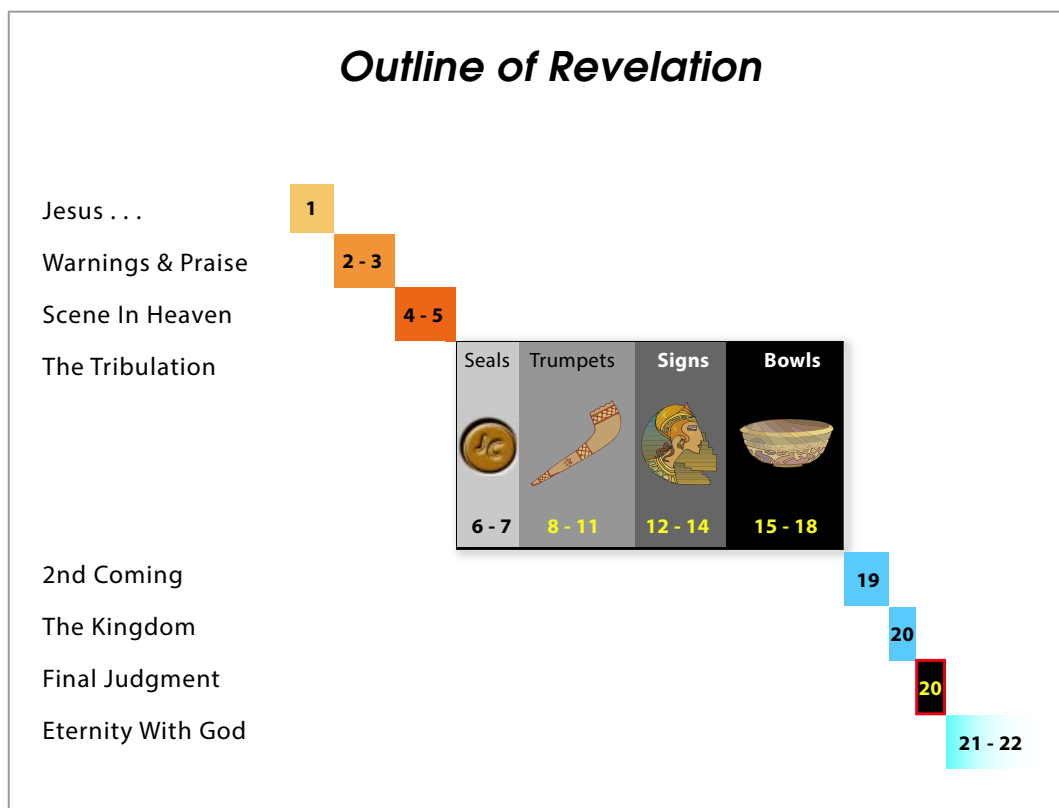 Outline of Revelation
Jesus . . .
1
Warnings & Praise
2 - 3
Scene In Heaven
4 - 5
The Tribulation
Seals Trumpets Signs Bowls
6 - 7 8 - 11 12 - 14 15 - 18
2nd Coming
19
The Kingdom
20
Final Judgment
20
Eternity With God
21 - 22